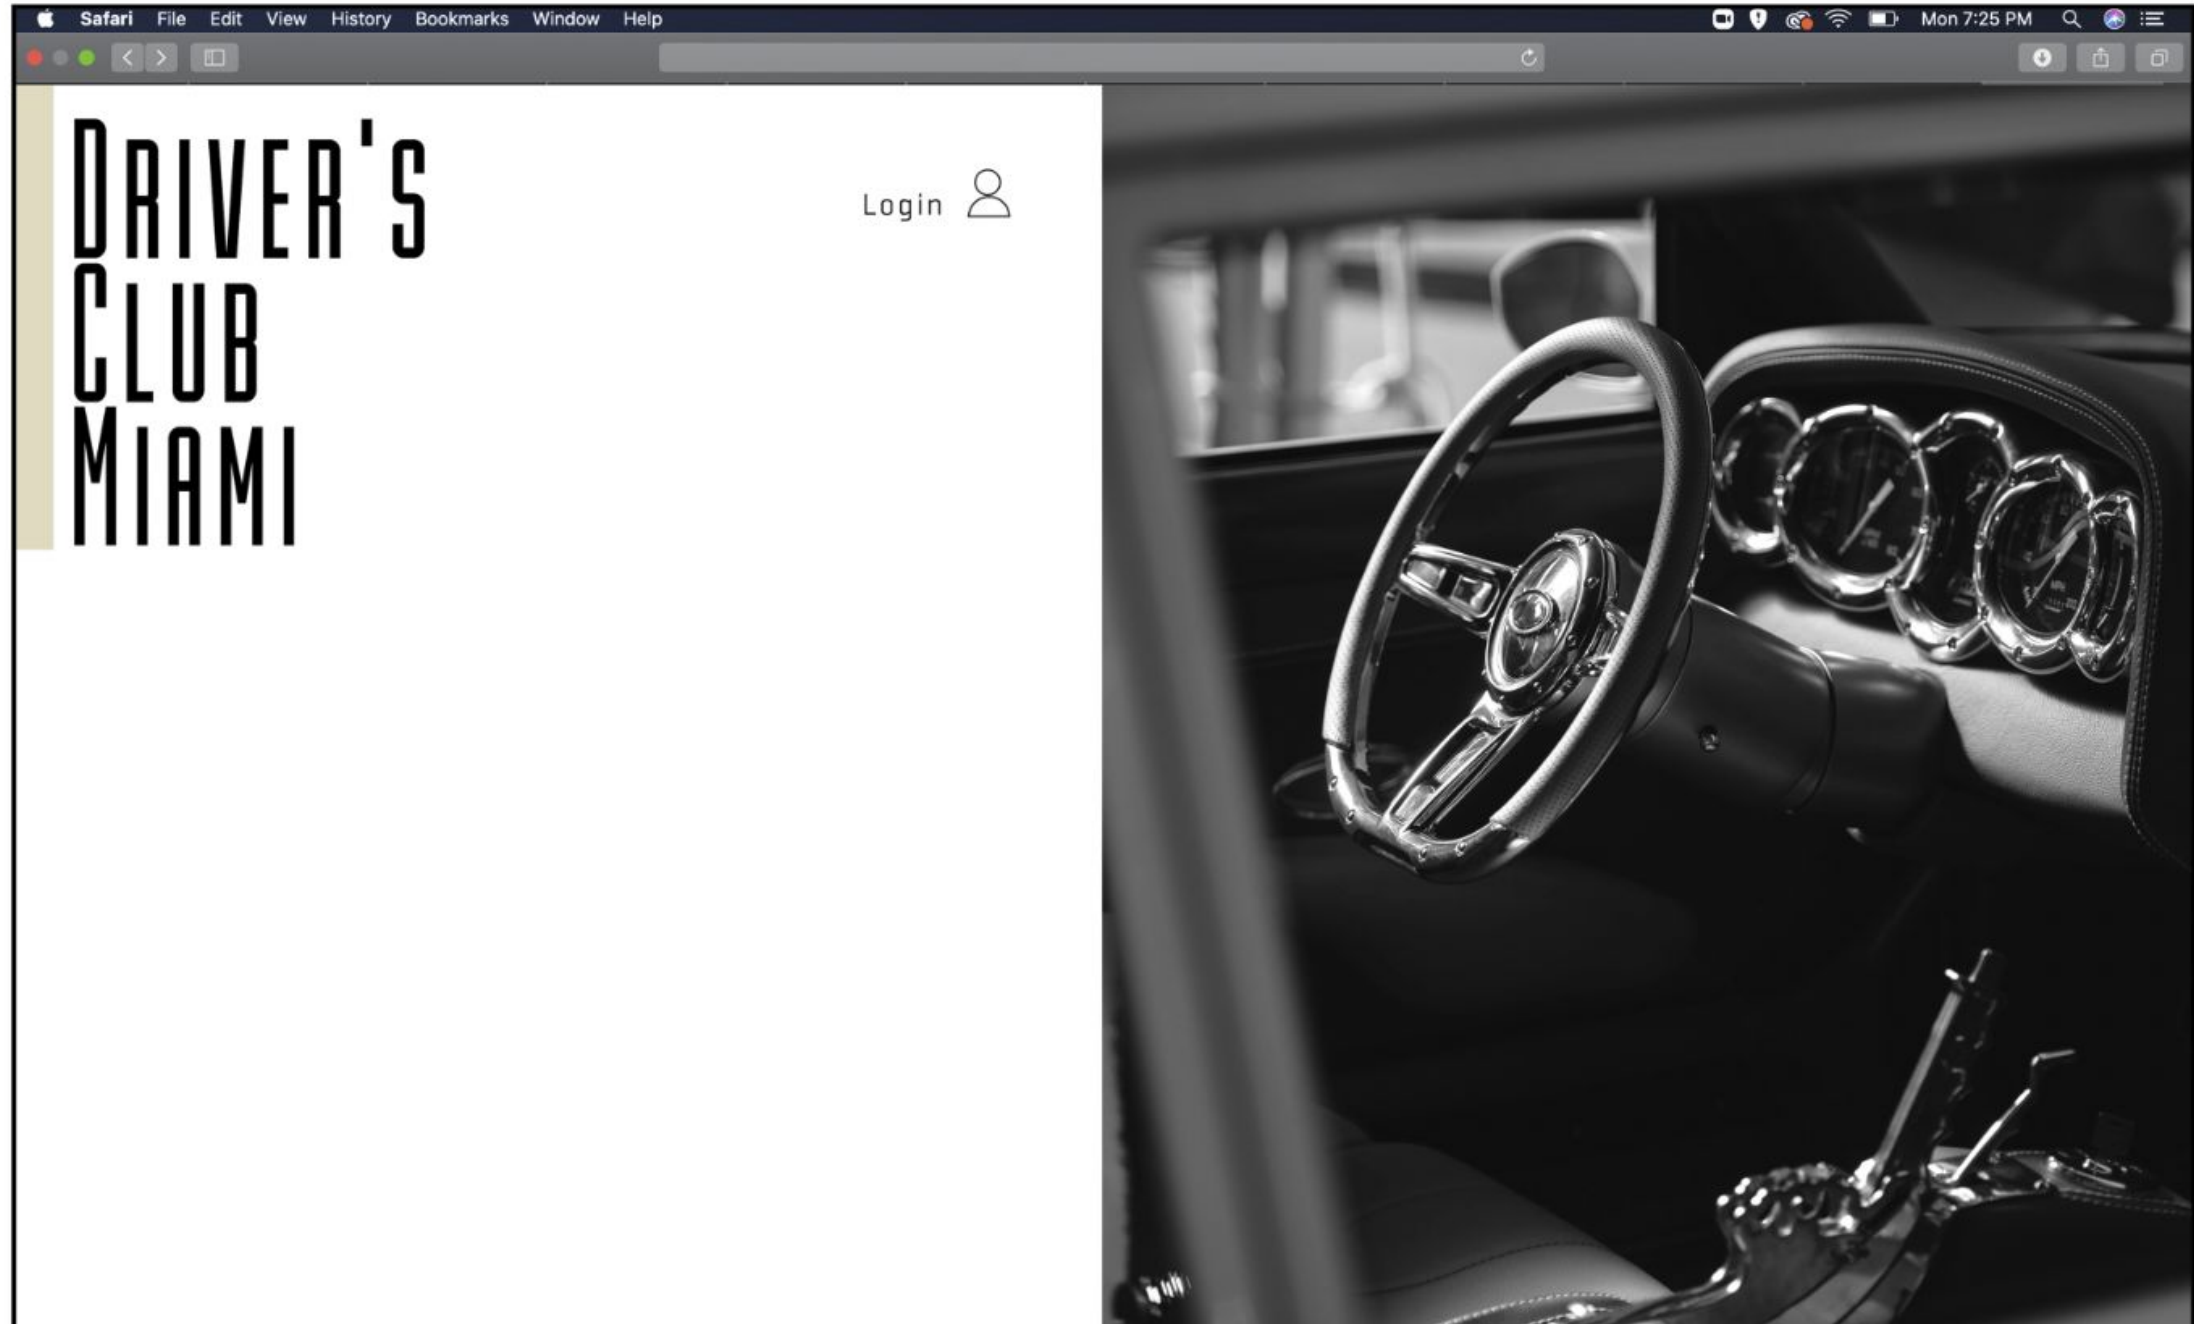 Safari File Edit View History Bookmarks Window Help Mon 7:25 PM
DRIVER'S
CLUB
MIAMI
Login